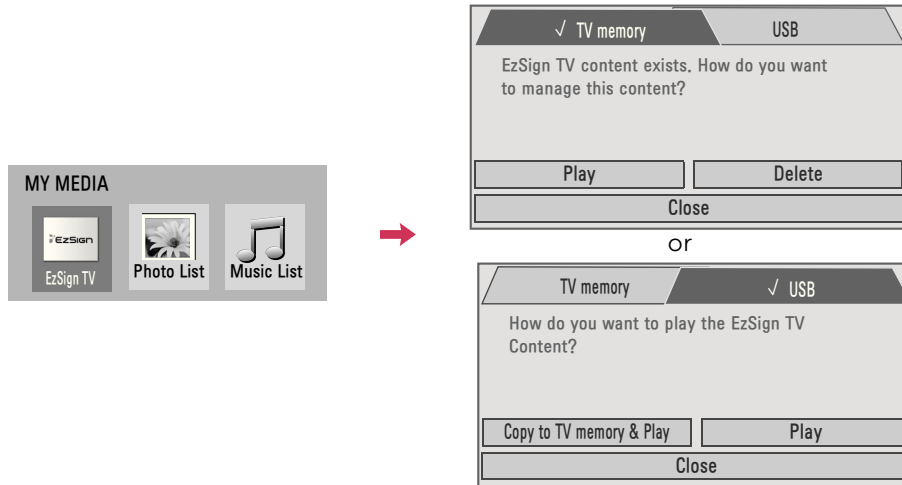 MY MEDIA
EzSign
EzSign TV
Photo List
Music List
√ TV memory
USB
EzSign TV content exists. How do you want
to manage this content?
Play
Delete
Close
or
TV memory
√ USB
How do you want to play the EzSign TV
Content?
Copy to TV memory & Play
Play
Close